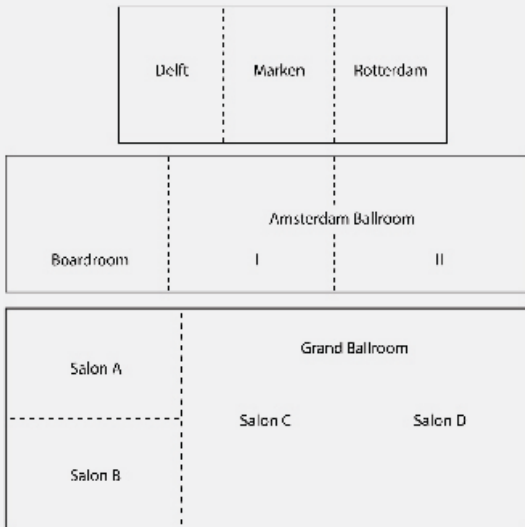 Delft Marken Rotterdam
Amsterdam Ballroom
Boardroom I II
Grand Ballroom
Salon A
Salon C Salon D
Salon B